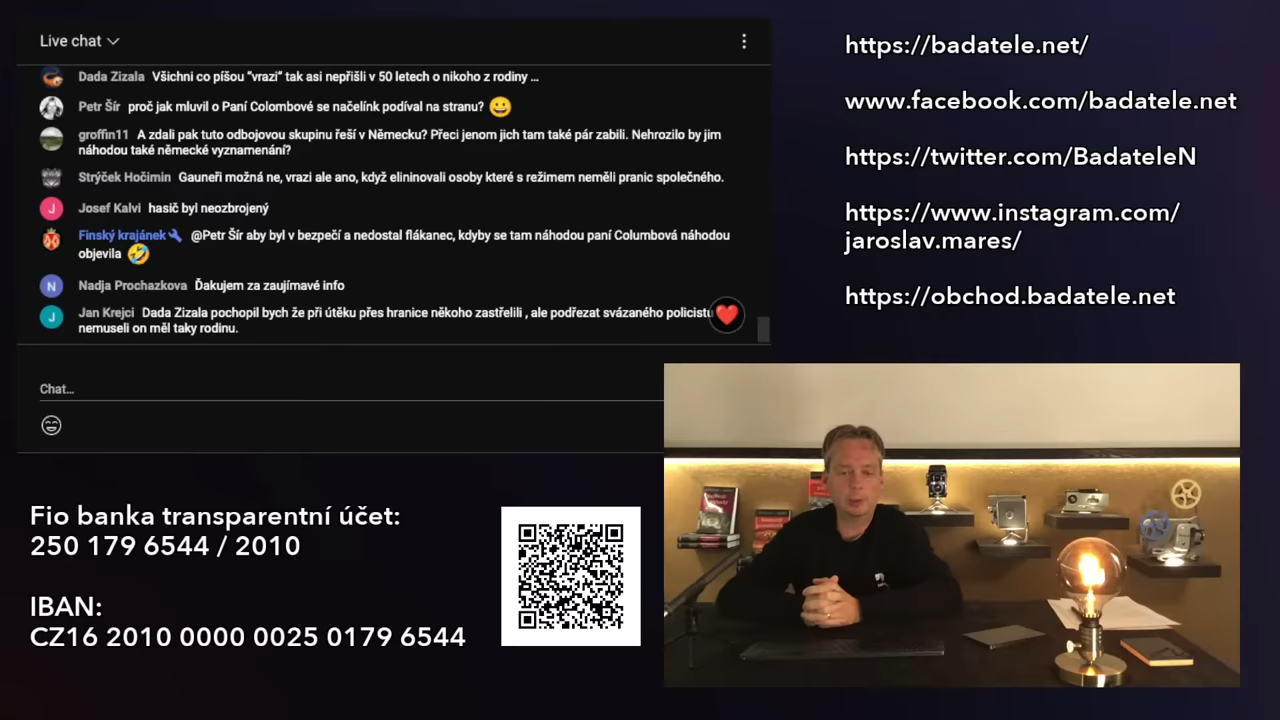 Live chat
Dada Zizala Všichni co píšou “vrazi” tak asi nepřišli v 50 letech o nikoho z rodiny ...
Petr Šír proč jak mluvil o Paní Colombové se načelínk podíval na stranu? 😀
groffin11 A zdali pak tuto odbojovou skupinu řeší v Německu? Přeci jenom jich tam také pár zabili. Nehrozilo by jim
náhodou také německé vyznamenání?
Strýček Hočimin Gauneři možná ne, vrazi ale ano, když elininovali osoby které s režimem neměli pranic společného.
J
Josef Kalvi hasič byl neozbrojený
Finský krajánek @Petr Šír aby byl v bezpečí a nedostal flákanec, kdyby se tam náhodou paní Columbová náhodou
objevila 🤣
N
Nadja Prochazkova Ďakujem za zaujímavé info
J
Jan Krejci Dada Zizala pochopil bych že při útěku přes hranice někoho zastřelili , ale podřezat svázaného policistu
nemuseli on měl taky rodinu.
Chat...
https://badatele.net/
www.facebook.com/badatele.net
https://twitter.com/BadateleN
https://www.instagram.com/
jaroslav.mares/
https://obchod.badatele.net
Fio banka transparentní účet:
250 179 6544 / 2010
IBAN:
CZ16 2010 0000 0025 0179 6544